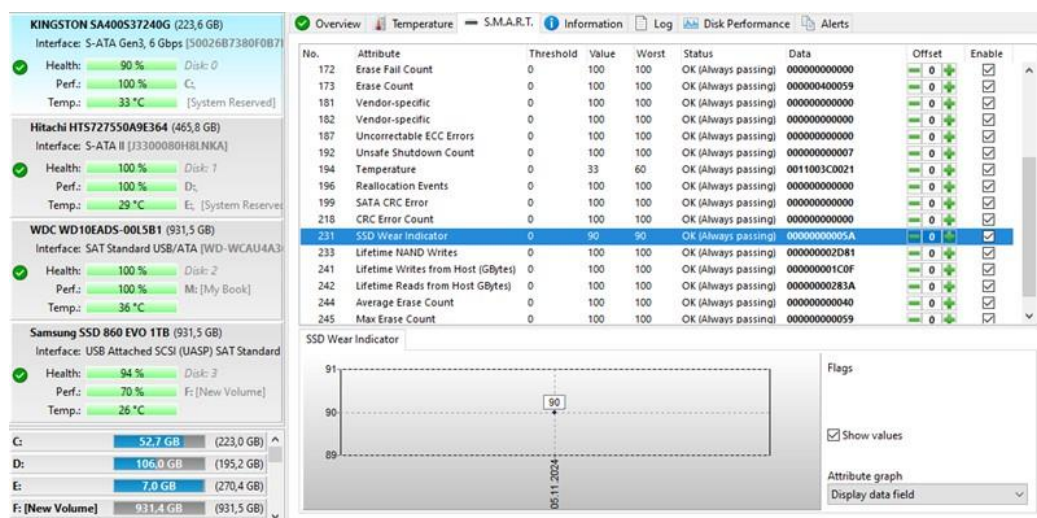 KINGSTON SA400S37240G (223,6 GB)
Interface: S-ATA Gen3, 6 Gbps [50026B7380F0B7
Health: 90 % Disk: 0
Perf.: 100 % C:,
Temp.: 33 °C [System Reserved]
Hitachi HTS727550A9E364 (465,8 GB)
Interface: S-ATA II [J3300080H8LNKA]
Health: 100 % Disk: 1
Perf.: 100 % D:,
Temp.: 29 °C E:, [System Reserve
WDC WD10EADS-00L5B1 (931,5 GB)
Interface: SAT Standard USB/ATA [WD-WCAU4A3
Health: 100 % Disk: 2
Perf.: 100 % M: [My Book]
Temp.: 36 °C
Samsung SSD 860 EVO 1TB (931,5 GB)
Interface: USB Attached SCSI (UASP) SAT Standard
Health: 94 % Disk: 3
Perf.: 70 % F: [New Volume]
Temp.: 26 °C
C: 52,7 GB (223,0 GB)
D: 106,0 GB (195,2 GB)
E: 7,0 GB (270,4 GB)
F: [New Volume] 931,4 GB (931,5 GB)
Overview Temperature S.M.A.R.T. Information Log Disk Performance Alerts
No. Attribute Threshold Value Worst Status Data Offset Enable
172 Erase Fail Count 0 100 100 OK (Always passing) 000000000000 0
173 Erase Count 0 100 100 OK (Always passing) 000000400059 0
181 Vendor-specific 0 100 100 OK (Always passing) 000000000000 0
182 Vendor-specific 0 100 100 OK (Always passing) 000000000000 0
187 Uncorrectable ECC Errors 0 100 100 OK (Always passing) 000000000000 0
192 Unsafe Shutdown Count 0 100 100 OK (Always passing) 000000000007 0
194 Temperature 0 33 60 OK (Always passing) 0011003C0021 0
196 Reallocation Events 0 100 100 OK (Always passing) 000000000000 0
199 SATA CRC Error 0 100 100 OK (Always passing) 000000000000 0
218 CRC Error Count 0 100 100 OK (Always passing) 000000000000 0
231 SSD Wear Indicator 0 90 90 OK (Always passing) 00000000005A 0
233 Lifetime NAND Writes 0 100 100 OK (Always passing) 000000002D81 0
241 Lifetime Writes from Host (GBytes) 0 100 100 OK (Always passing) 000000001C0F 0
242 Lifetime Reads from Host GBytes) 0 100 100 OK (Always passing) 00000000283A 0
244 Average Erase Count 0 100 100 OK (Always passing) 000000000040 0
245 Max Erase Count 0 100 100 OK (Always passing) 000000000059 0
SSD Wear Indicator
91
90
89
90
05.11.2024
Flags
Show values
Attribute graph
Display data field